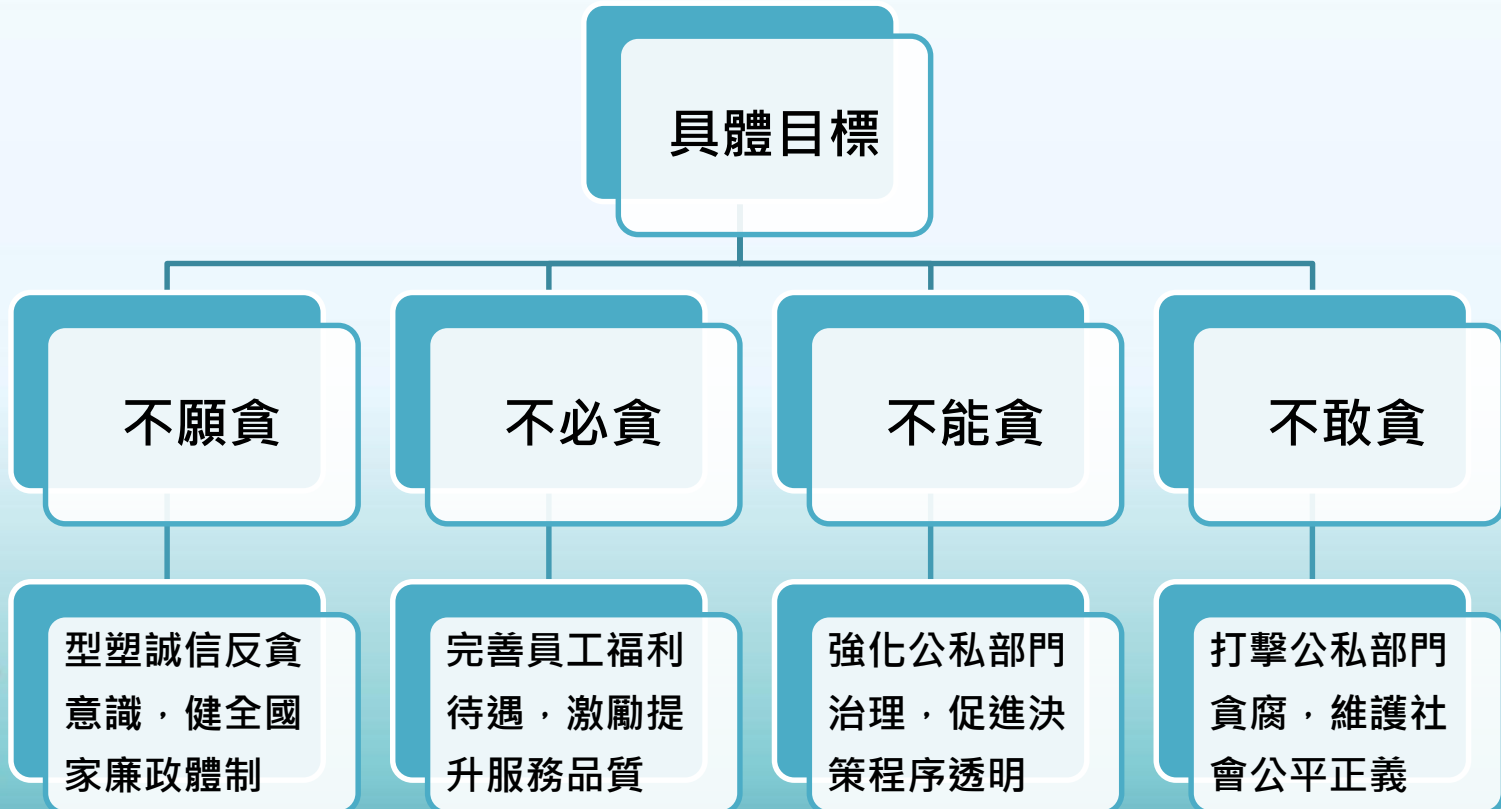 具體目標
不願貪
不必貪
不能貪
不敢貪
型塑誠信反貪
意識，健全國
家廉政體制
完善員工福利
待遇，激勵提
升服務品質
強化公私部門
治理，促進決
策程序透明
打擊公私部門
貪腐，維護社
會公平正義